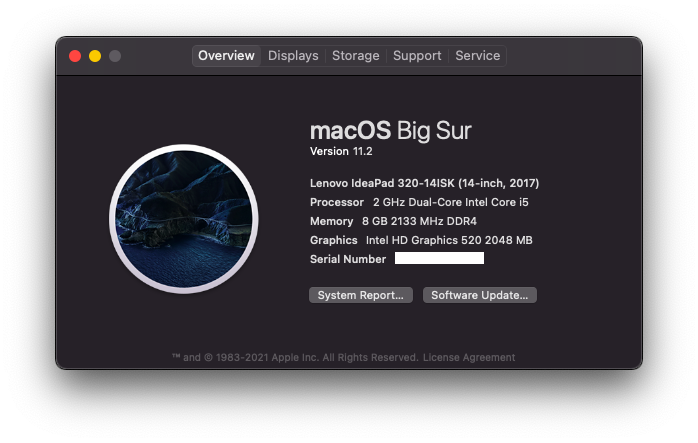 Overview Displays Storage Support Service
macOS Big Sur
Version 11.2
Lenovo IdeaPad 320-14ISK (14-inch, 2017)
Processor 2 GHz Dual-Core Intel Core i5
Memory 8 GB 2133 MHz DDR4
Graphics Intel HD Graphics 520 2048 MB
Serial Number
System Report...
Software Update...
™ and © 1983-2021 Apple Inc. All Rights Reserved. License Agreement